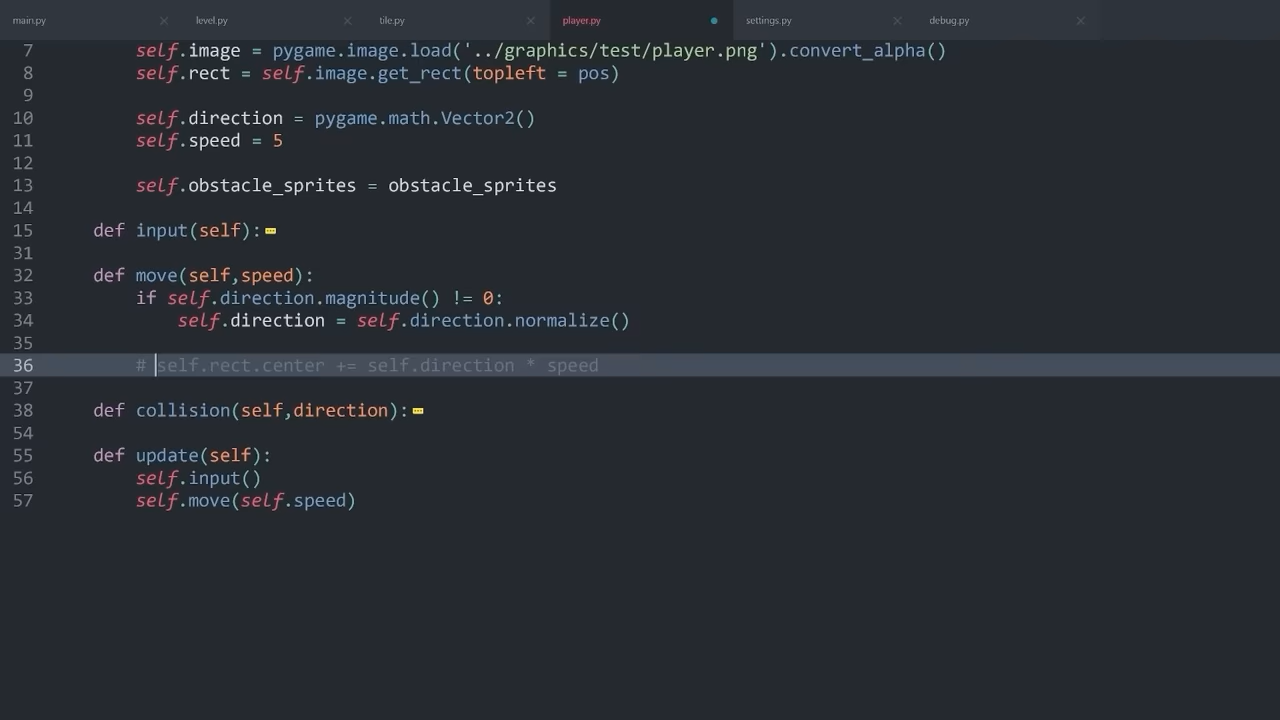 main.py level.py tile.py player.py settings.py debug.py
7 self.image = pygame.image.load('../graphics/test/player.png').convert_alpha()
8 self.rect = self.image.get_rect(topleft = pos)
9
10 self.direction = pygame.math.Vector2()
11 self.speed = 5
12
13 self.obstacle_sprites = obstacle_sprites
14
15 def input(self):
31
32 def move(self,speed):
33 if self.direction.magnitude() != 0:
34 self.direction = self.direction.normalize()
35
36 # self.rect.center += self.direction * speed
37
38 def collision(self,direction):
54
55 def update(self):
56 self.input()
57 self.move(self.speed)